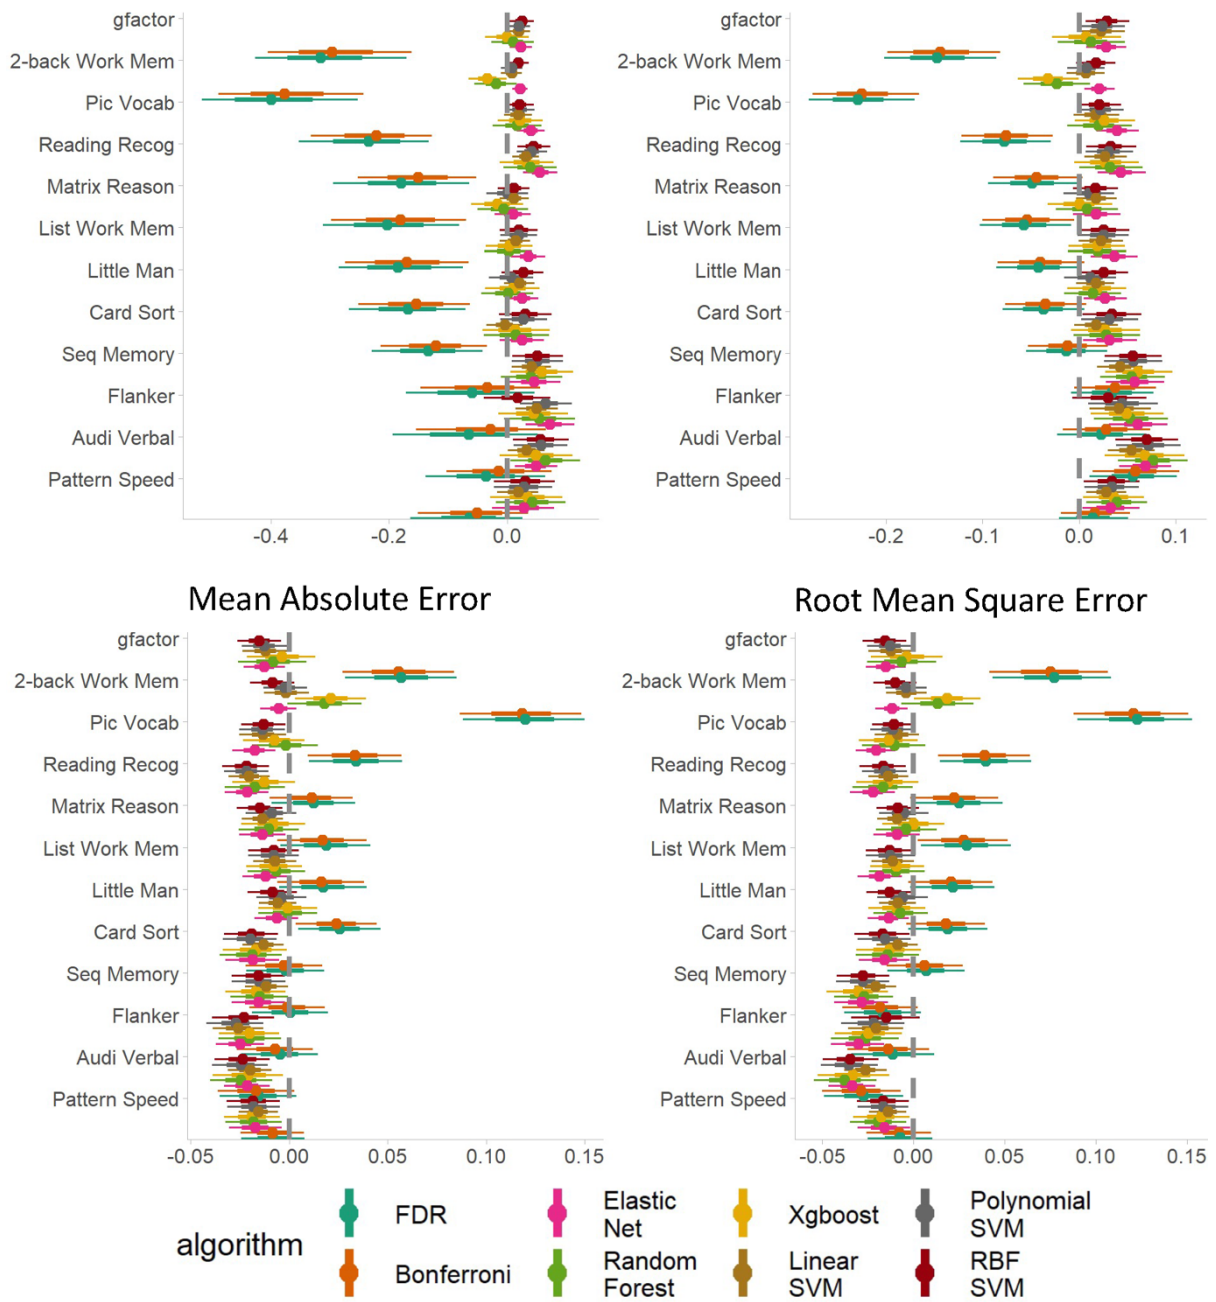 gfactor
2-back Work Mem
Pic Vocab
Reading Recog
Matrix Reason
List Work Mem
Little Man
Card Sort
Seq Memory
Flanker
Audi Verbal
Pattern Speed
-0.4 -0.2 0.0
gfactor
2-back Work Mem
Pic Vocab
Reading Recog
Matrix Reason
List Work Mem
Little Man
Card Sort
Seq Memory
Flanker
Audi Verbal
Pattern Speed
-0.2 -0.1 0.0 0.1
Mean Absolute Error
gfactor
2-back Work Mem
Pic Vocab
Reading Recog
Matrix Reason
List Work Mem
Little Man
Card Sort
Seq Memory
Flanker
Audi Verbal
Pattern Speed
-0.05 0.00 0.05 0.10 0.15
Root Mean Square Error
gfactor
2-back Work Mem
Pic Vocab
Reading Recog
Matrix Reason
List Work Mem
Little Man
Card Sort
Seq Memory
Flanker
Audi Verbal
Pattern Speed
-0.05 0.00 0.05 0.10 0.15
algorithm
FDR
Bonferroni
Elastic
Net
Random
Forest
Xgboost
Linear
SVM
Polynomial
SVM
RBF
SVM